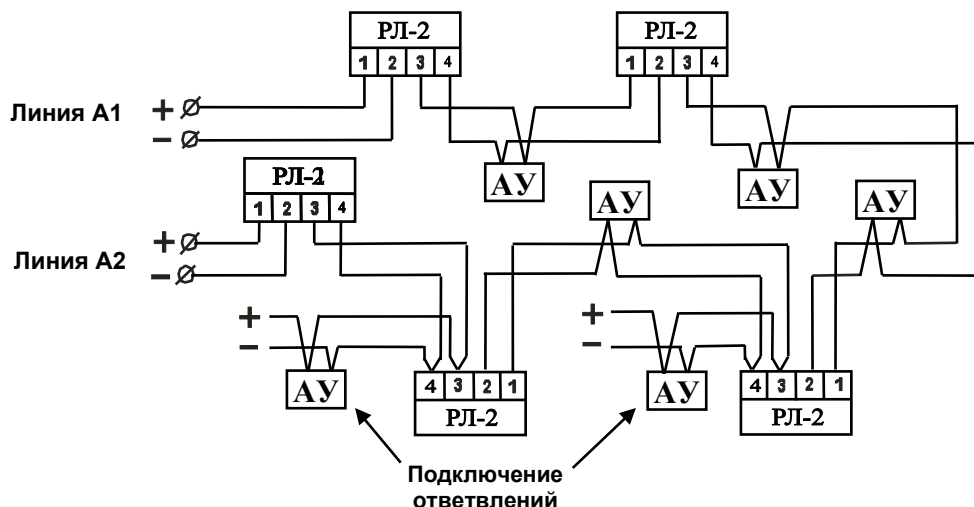 РЛ-2 РЛ-2
1 2 3 4 1 2 3 4
Линия А1 +
−
АУ АУ
РЛ-2
1 2 3 4
АУ АУ
Линия А2 +
−
+ +
− −
АУ 4 3 2 1 АУ 4 3 2 1
РЛ-2 РЛ-2
Подключение
ответвлений